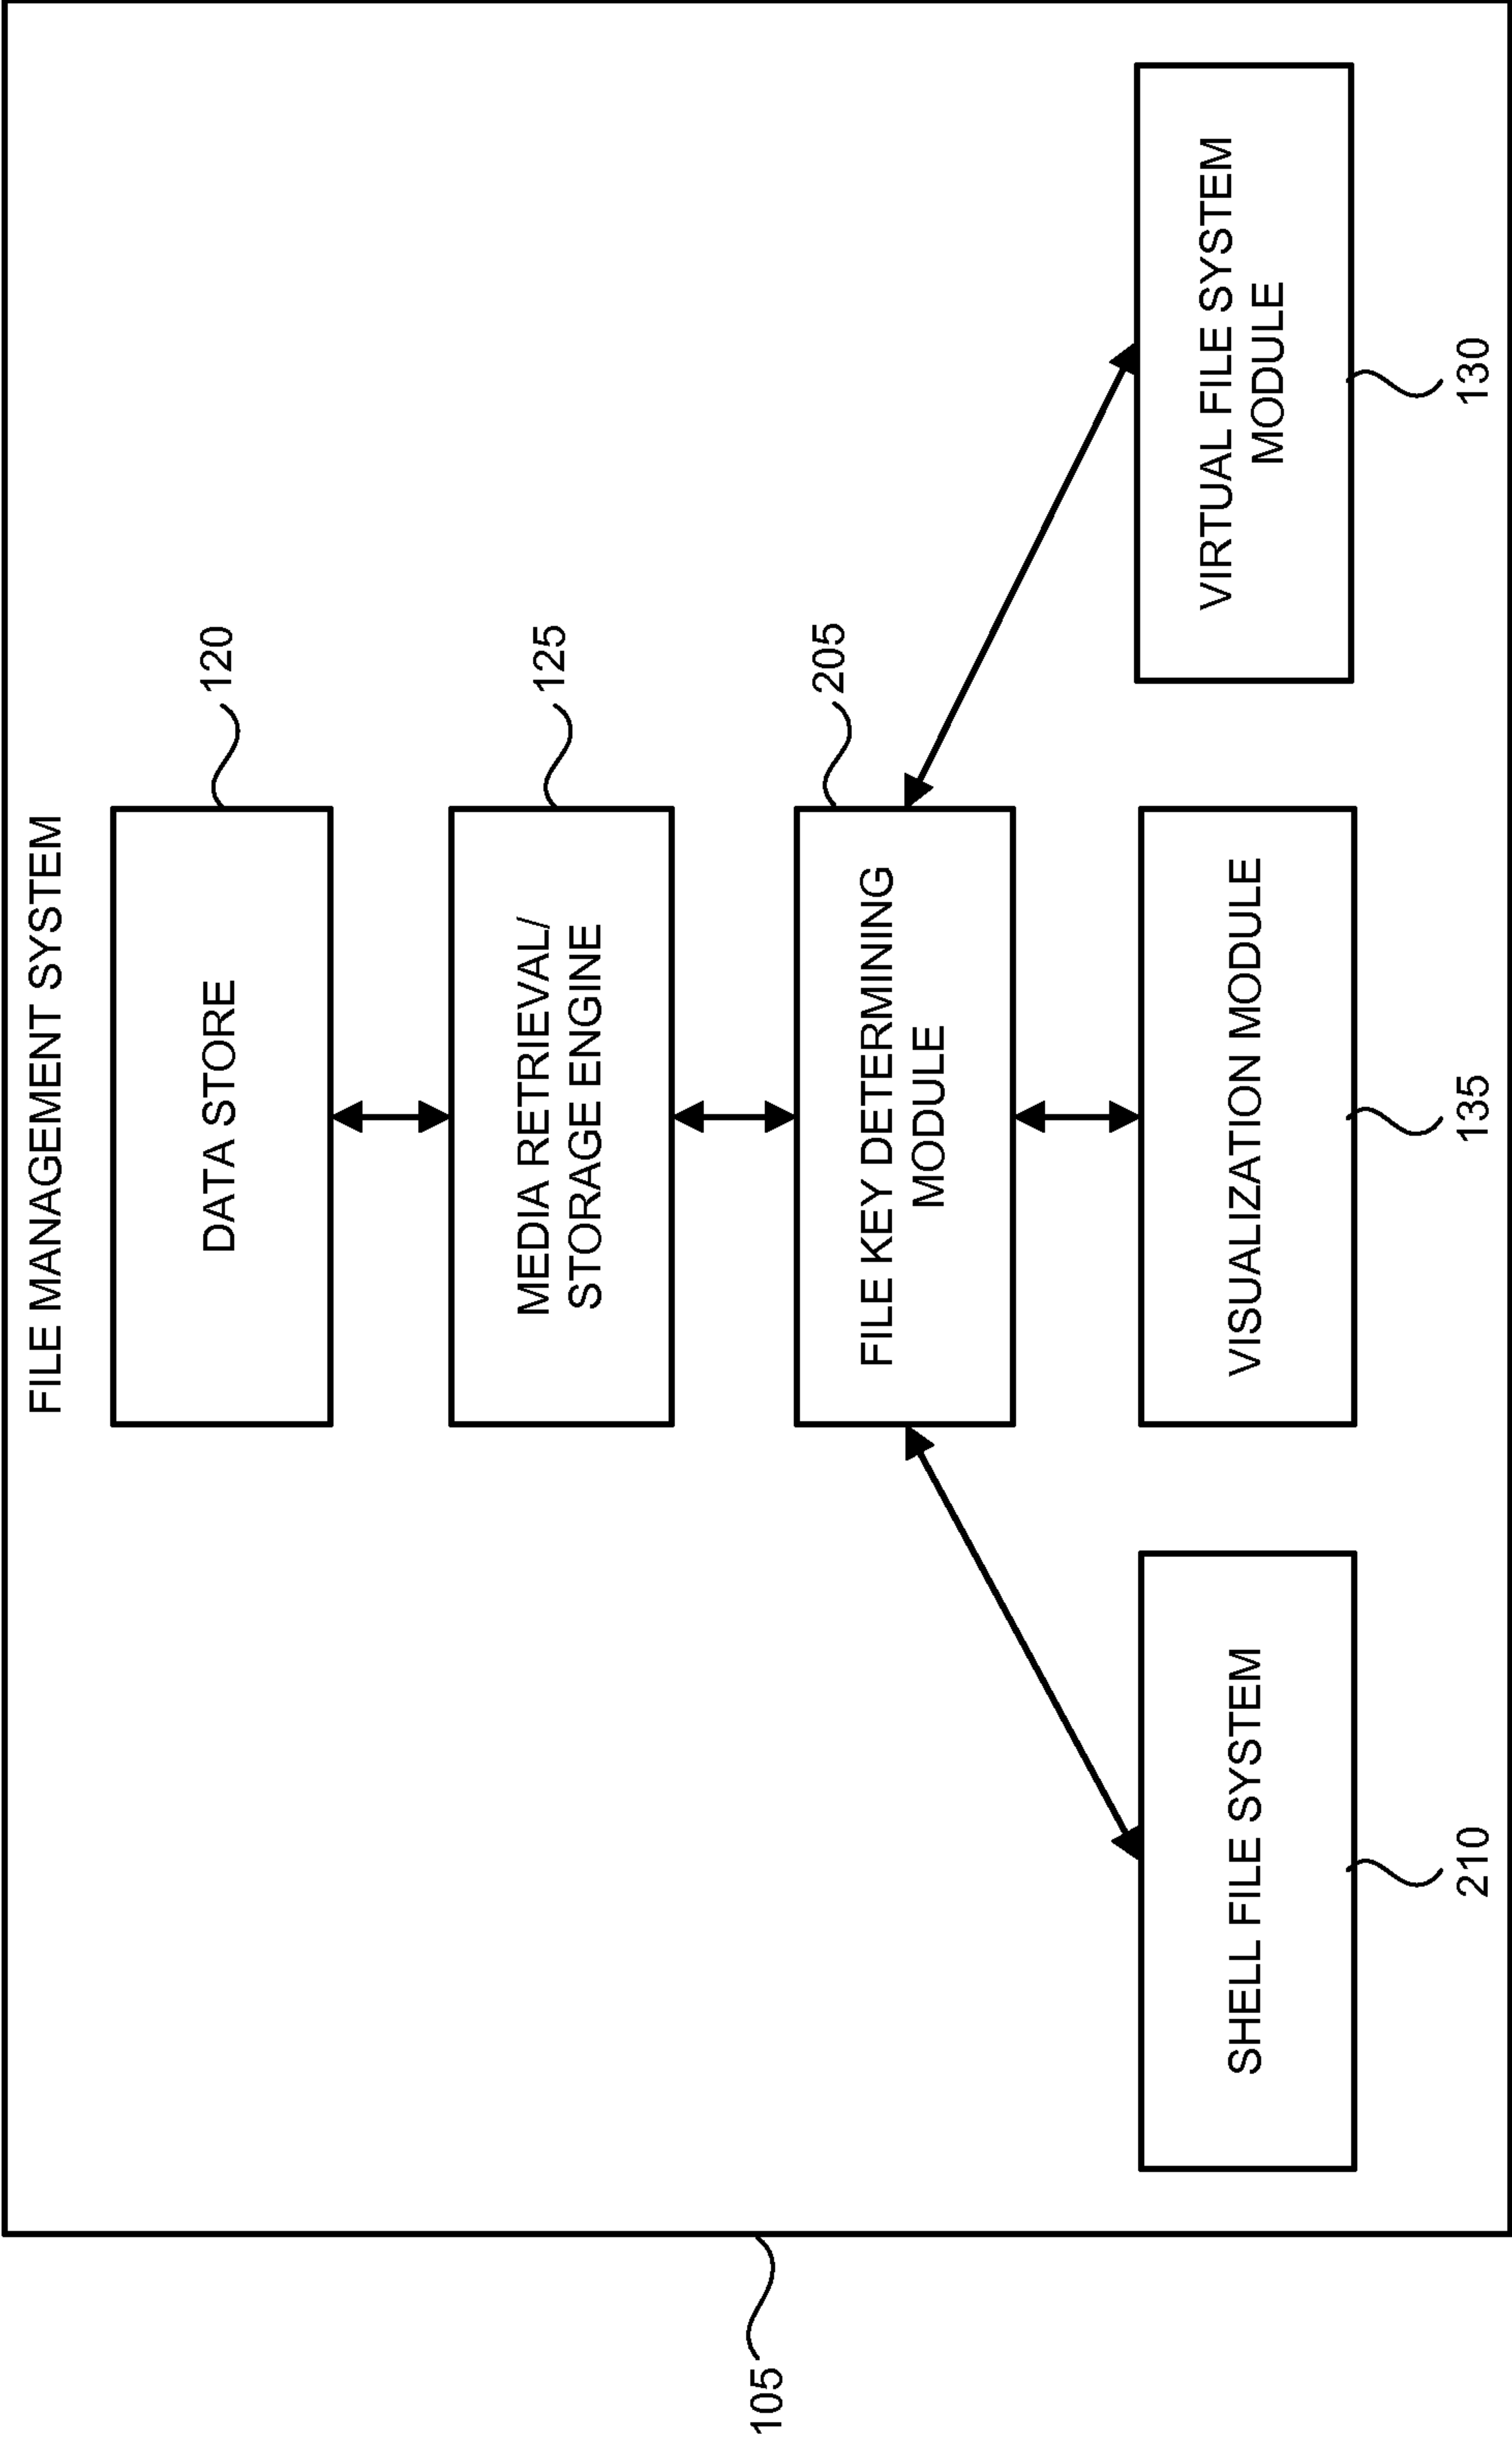 FILE MANAGEMENT SYSTEM
DATA STORE
120
MEDIA RETRIEVAL/
STORAGE ENGINE
125
FILE KEY DETERMINING
MODULE
205
105
SHELL FILE SYSTEM
210
VISUALIZATION MODULE
135
VIRTUAL FILE SYSTEM
MODULE
130